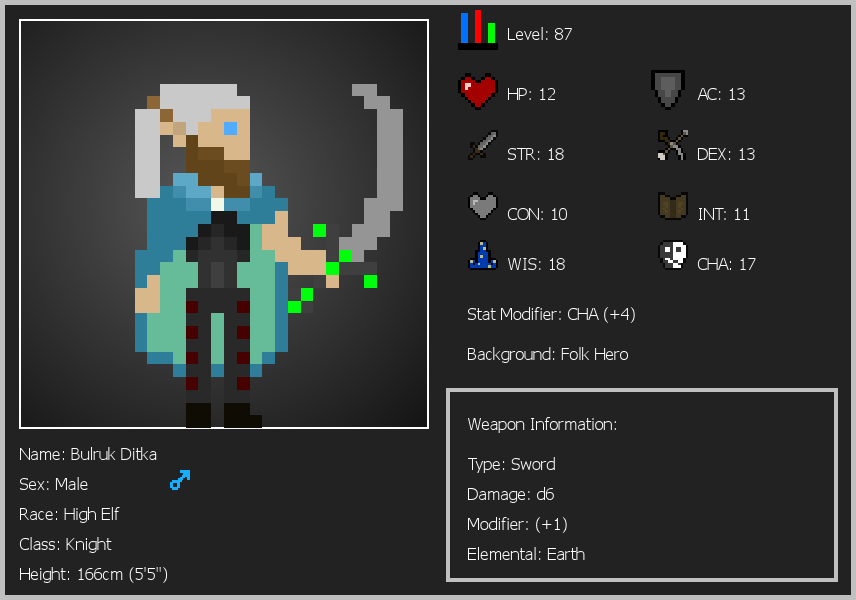 Level: 87
HP: 12
AC: 13
STR: 18
DEX: 13
CON: 10
INT: 11
WIS: 18
CHA: 17
Stat Modifier: CHA (+4)
Background: Folk Hero
Weapon Information:
Type: Sword
Damage: d6
Modifier: (+1)
Elemental: Earth
Name: Bulruk Ditka
Sex: Male
Race: High Elf
Class: Knight
Height: 166cm (5'5")